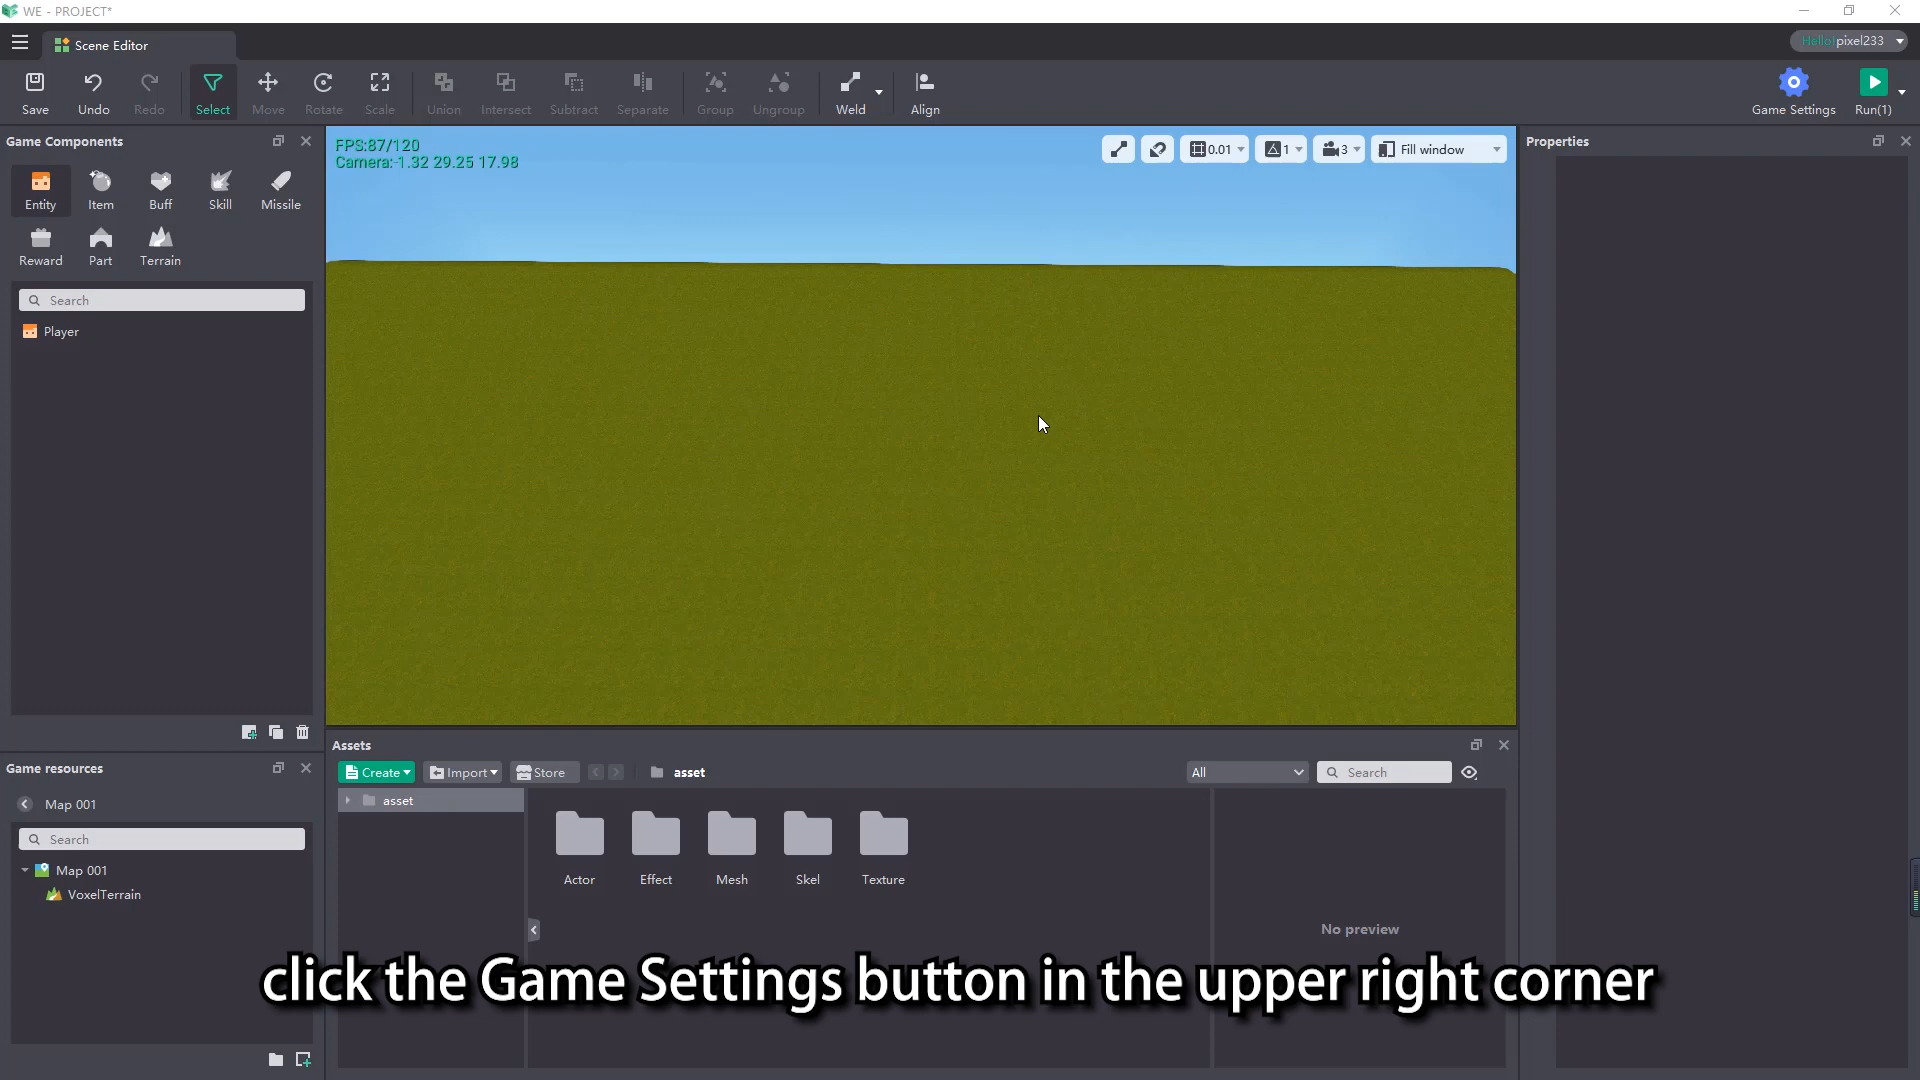 WE - PROJECT*
Scene Editor
Hello!pixel233
Save
Undo
Redo
Select
Move
Rotate
Scale
Union
Intersect
Subtract
Separate
Group
Ungroup
Weld
Align
Game Settings
Run(1)
Game Components
Entity
Item
Buff
Skill
Missile
Reward
Part
Terrain
Search
Player
FPS:87/120
Camera:-1.32 29.25 17.98
0.01
1
3
Fill window
Properties
Assets
Create
Import
Store
asset
All
Search
asset
Actor
Effect
Mesh
Skel
Texture
No preview
Game resources
Map 001
Search
Map 001
VoxelTerrain
click the Game Settings button in the upper right corner